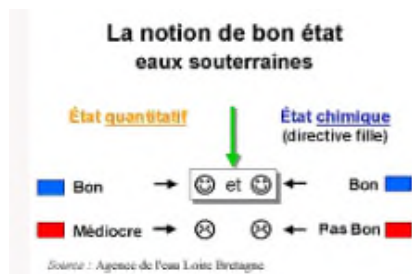 La notion de bon état
eaux souterraines
État quantitatif
État chimique
(directive fille)
Bon
et
Bon
Médiocre
Pas Bon
Source : Agence de l'eau Loire Bretagne